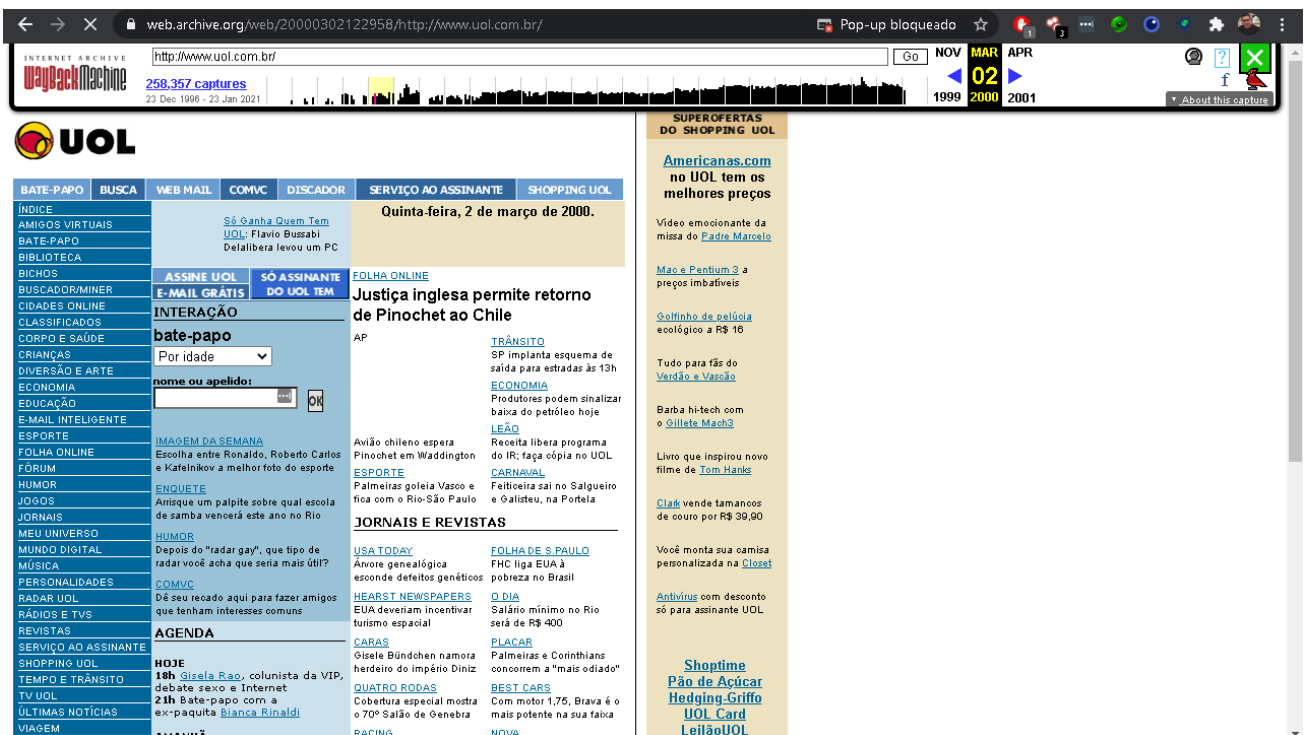 web.archive.org/web/20000302122958/http://www.uol.com.br/
Pop-up bloqueado
1
3
INTERNET ARCHIVE
WayBackMachine
http://www.uol.com.br/
Go
NOV MAR APR
02
1999 2000 2001
258,357 captures
23 Dec 1996 - 23 Jan 2021
?
f
▾ About this capture
UOL
BATE-PAPO BUSCA WEB MAIL COMVC DISCADOR SERVIÇO AO ASSINANTE SHOPPING UOL
ÍNDICE
AMIGOS VIRTUAIS
BATE-PAPO
BIBLIOTECA
BICHOS
BUSCADOR/MINER
CIDADES ONLINE
CLASSIFICADOS
CORPO E SAÚDE
CRIANÇAS
DIVERSÃO E ARTE
ECONOMIA
EDUCAÇÃO
E-MAIL INTELIGENTE
ESPORTE
FOLHA ONLINE
FÓRUM
HUMOR
JOGOS
JORNAIS
MEU UNIVERSO
MUNDO DIGITAL
MÚSICA
PERSONALIDADES
RADAR UOL
RÁDIOS E TVS
REVISTAS
SERVIÇO AO ASSINANTE
SHOPPING UOL
TEMPO E TRÂNSITO
TV UOL
ÚLTIMAS NOTÍCIAS
VIAGEM
Só Ganha Quem Tem
UOL: Flavio Bussabi
Delalibera levou um PC
Quinta-feira, 2 de março de 2000.
ASSINE UOL
E-MAIL GRÁTIS
SÓ ASSINANTE
DO UOL TEM
INTERAÇÃO
bate-papo
Por idade
nome ou apelido:
OK
IMAGEM DA SEMANA
Escolha entre Ronaldo, Roberto Carlos
e Kafelnikov a melhor foto do esporte
ENQUETE
Arrisque um palpite sobre qual escola
de samba vencerá este ano no Rio
HUMOR
Depois do "radar gay", que tipo de
radar você acha que seria mais útil?
COMVC
Dê seu recado aqui para fazer amigos
que tenham interesses comuns
AGENDA
HOJE
18h Gisela Rao, colunista da VIP,
debate sexo e Internet
21h Bate-papo com a
ex-paquita Bianca Rinaldi
AMANHÃ
FOLHA ONLINE
Justiça inglesa permite retorno
de Pinochet ao Chile
AP
Avião chileno espera
Pinochet em Waddington
ESPORTE
Palmeiras goleia Vasco e
fica com o Rio-São Paulo
TRÂNSITO
SP implanta esquema de
saída para estradas às 13h
ECONOMIA
Produtores podem sinalizar
baixa do petróleo hoje
LEÃO
Receita libera programa
do IR; faça cópia no UOL
CARNAVAL
Feiticeira sai no Salgueiro
e Galisteu, na Portela
JORNAIS E REVISTAS
USA TODAY
Árvore genealógica
esconde defeitos genéticos
HEARST NEWSPAPERS
EUA deveriam incentivar
turismo espacial
CARAS
Gisele Bündchen namora
herdeiro do império Diniz
QUATRO RODAS
Cobertura especial mostra
o 70º Salão de Genebra
RACING
FOLHA DE S.PAULO
FHC liga EUA à
pobreza no Brasil
O DIA
Salário mínimo no Rio
será de R$ 400
PLACAR
Palmeiras e Corinthians
concorrem a "mais odiado"
BEST CARS
Com motor 1,75, Brava é o
mais potente na sua faixa
NOVA
SUPEROFERTAS
DO SHOPPING UOL
Americanas.com
no UOL tem os
melhores preços
Vídeo emocionante da
missa do Padre Marcelo
Mac e Pentium 3 a
preços imbatíveis
Golfinho de pelúcia
ecológico a R$ 16
Tudo para fãs do
Verdão e Vascão
Barba hi-tech com
o Gillete Mach3
Livro que inspirou novo
filme de Tom Hanks
Clark vende tamancos
de couro por R$ 39,90
Você monta sua camisa
personalizada na Closet
Antivírus com desconto
só para assinante UOL
Shoptime
Pão de Açúcar
Hedging-Griffo
UOL Card
LeilãoUOL